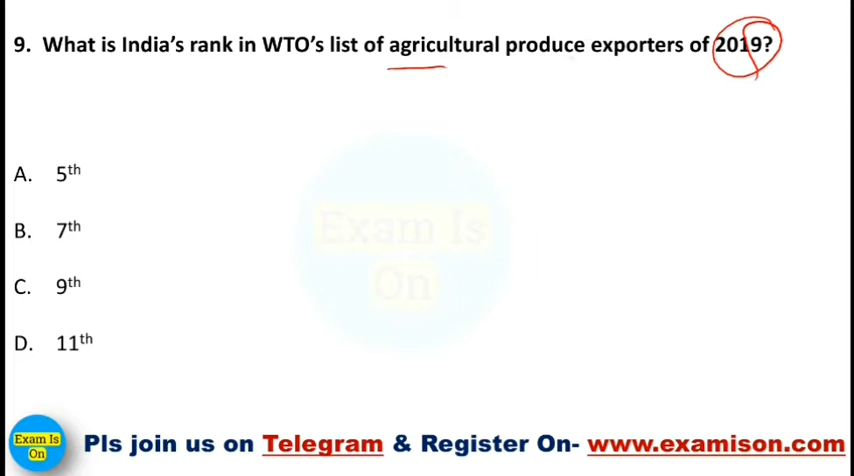 9. What is India's rank in WTO's list of agricultural produce exporters of 2019?
A. 5th
B. 7th
Exam Is
On
C. 9th
D. 11th
Exam Is
On
Pls join us on Telegram & Register On- www.examison.com